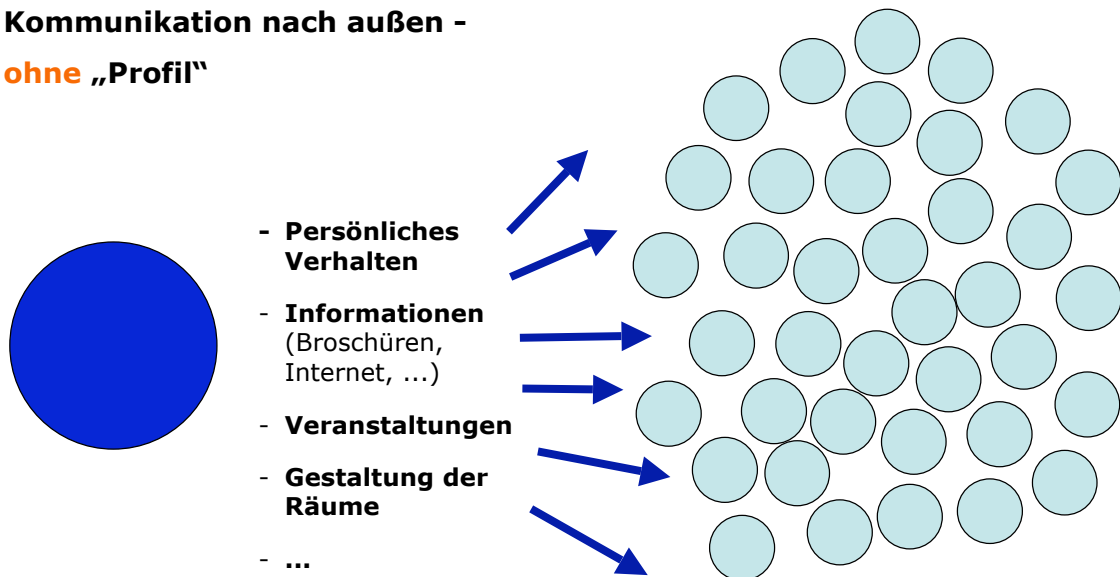 Kommunikation nach außen -
ohne „Profil“
- Persönliches
Verhalten
- Informationen
(Broschüren,
Internet, ...)
- Veranstaltungen
- Gestaltung der
Räume
- ...